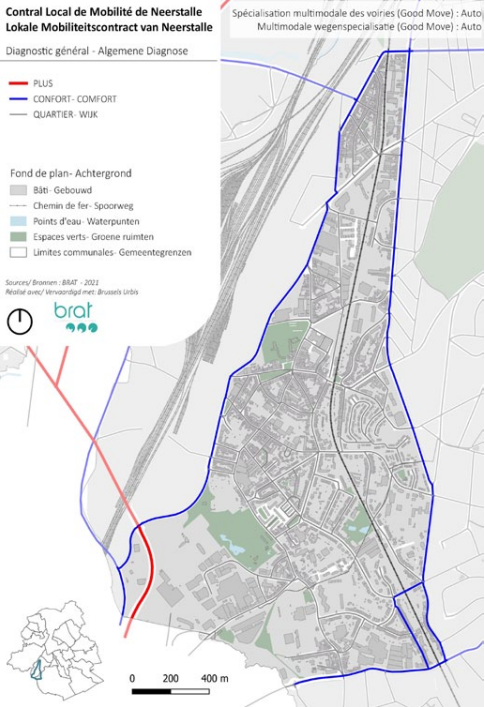 Contral Local de Mobilité de Neerstalle
Lokale Mobiliteitscontract van Neerstalle
Diagnostic général - Algemene Diagnose
Spécialisation multimodale des voiries (Good Move) : Auto
Multimodale wegenspecialisatie (Good Move) : Auto
PLUS
CONFORT- COMFORT
QUARTIER- WIJK
Fond de plan- Achtergrond
Bâti- Gebouwd
Chemin de fer- Spoorweg
Points d'eau- Waterpunten
Espaces verts- Groene ruimten
Limites communales- Gemeentegrenzen
Sources/ Bronnen : BRAT - 2021
Réalisé avec/ Vervaardigd met: Brussels Urbis
brat
0 200 400 m